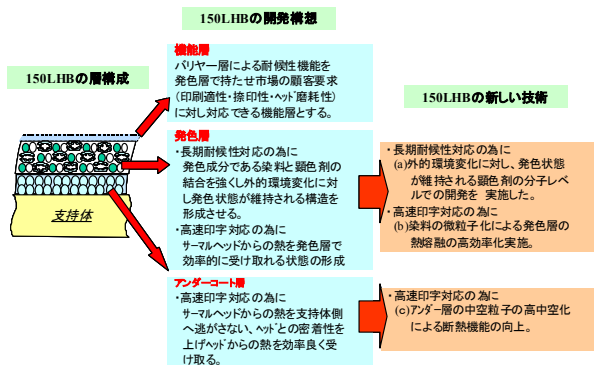 150LHBの開発構想
150LHBの層構成
150LHBの新しい技術
支持体
機能層
バリヤー層による耐候性機能を
発色層で持たせ市場の顧客要求
(印刷適性・捺印性・ヘッド磨耗性)
に対し対応できる機能層とする。
発色層
・長期耐候性対応の為に
発色成分である染料と顕色剤の
結合を強くし外的環境変化に対
し発色状態が維持される構造を
形成させる。
・高速印字対応の為に
サーマルヘッドからの熱を発色層で
効率的に受け取れる状態の形成
アンダーコート層
・高速印字対応の為に
サーマルヘッドからの熱を支持体側
へ逃がさない、ヘッドとの密着性を
上げヘッドからの熱を効率良く受
け取る。
・長期耐候性対応の為に
(a)外的環境変化に対し、発色状態
が維持される顕色剤の分子レベ
ルでの開発を 実施した。
・高速印字対応の為に
(b)染料の微粒子化による発色層の
熱熔融の高効率化実施。
・高速印字対応の為に
(c)アンダー層の中空粒子の高中空化
による断熱機能の向上。